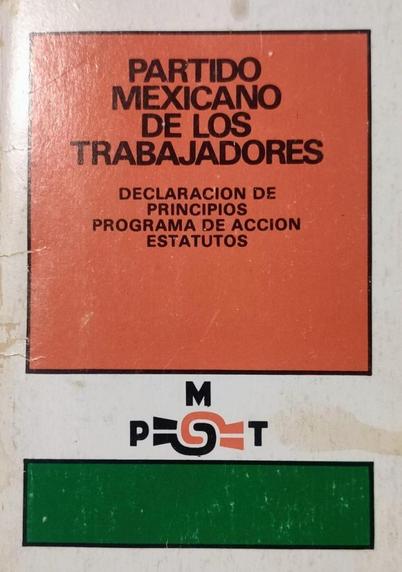 PARTIDO
MEXICANO
DE LOS
TRABAJADORES
DECLARACION DE
PRINCIPIOS
PROGRAMA DE ACCION
ESTATUTOS
M
P T